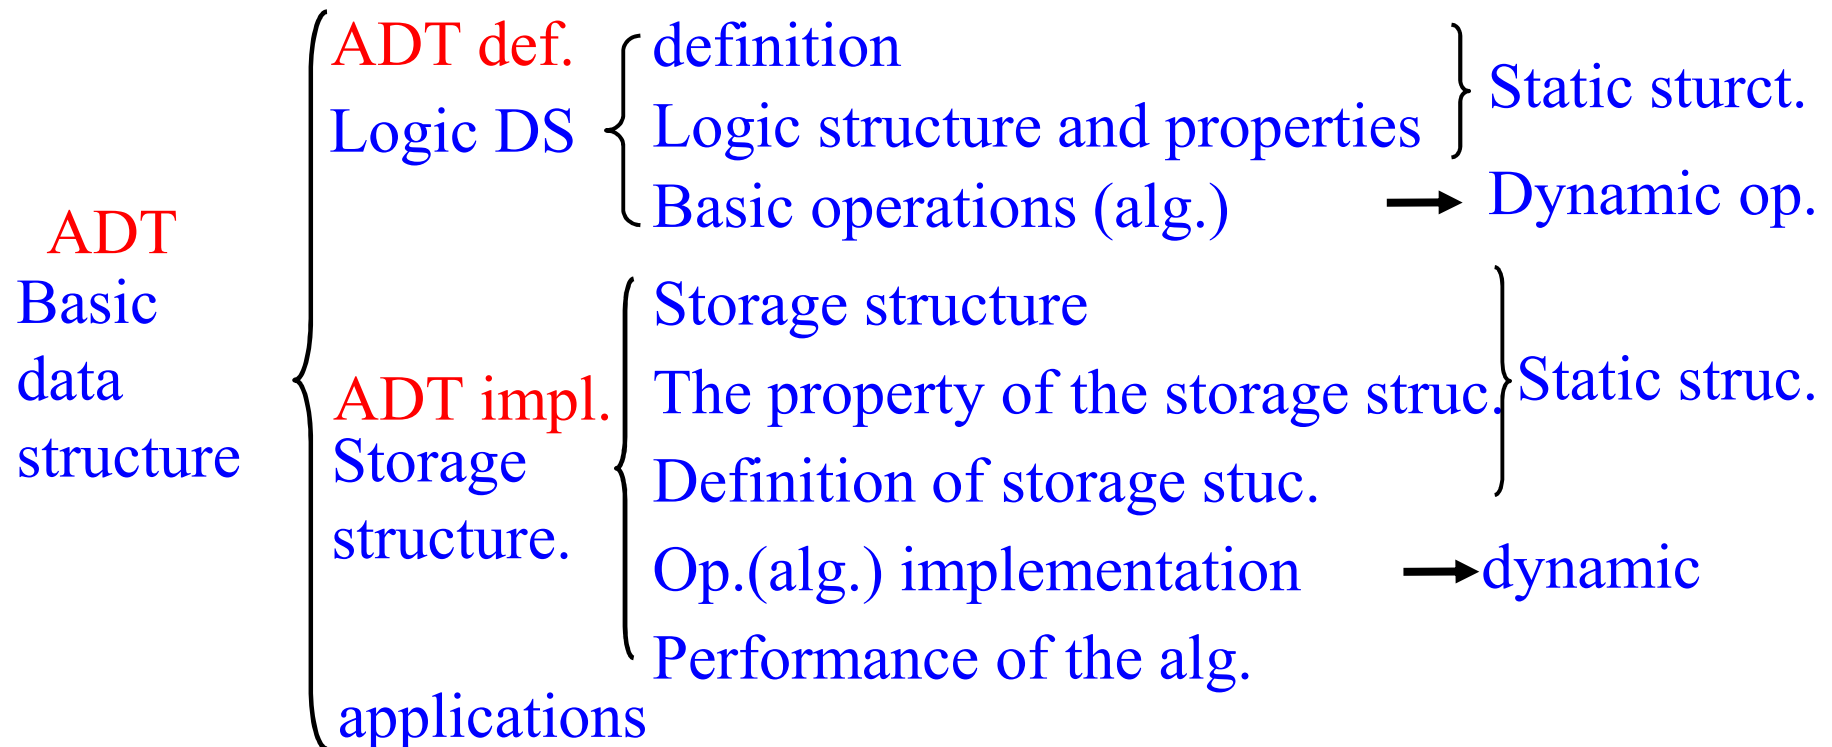 ADT
Basic
data
structure
ADT def.
Logic DS
definition
Logic structure and properties
Basic operations (alg.)
Static sturct.
Dynamic op.
ADT impl.
Storage
structure.
Storage structure
The property of the storage struc.
Definition of storage stuc.
Op.(alg.) implementation
Performance of the alg.
Static struc.
dynamic
applications